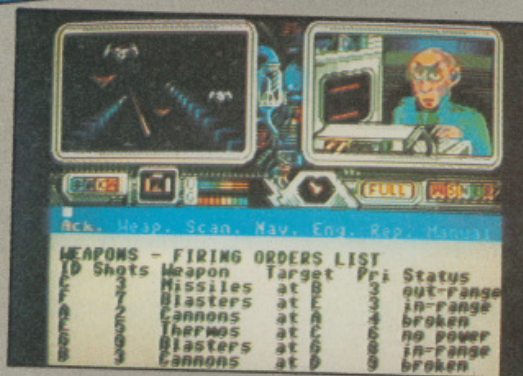 FULL
Ack. Weap. Scan. Nav. Eng. Rep. Manual
WEAPONS - FIRING ORDERS LIST
ID Shots Weapon Target Pri Status
3 Missiles at B 3 out-range
F 7 Blasters at E 3 in-range
A 2 Cannons at A 4 broken
E 5 Thermos at C 6 no power
G 9 Blasters at G 8 in-range
B 3 Cannons at D 9 broken